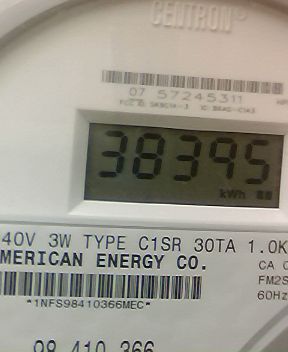 CENTRON®
07 57245311
38395
kWh
40V 3W TYPE C1SR 30TA 1.0K
MERICAN ENERGY CO.
CA
FM2S
60Hz
*1NFS98410366MEC*
98 410 366